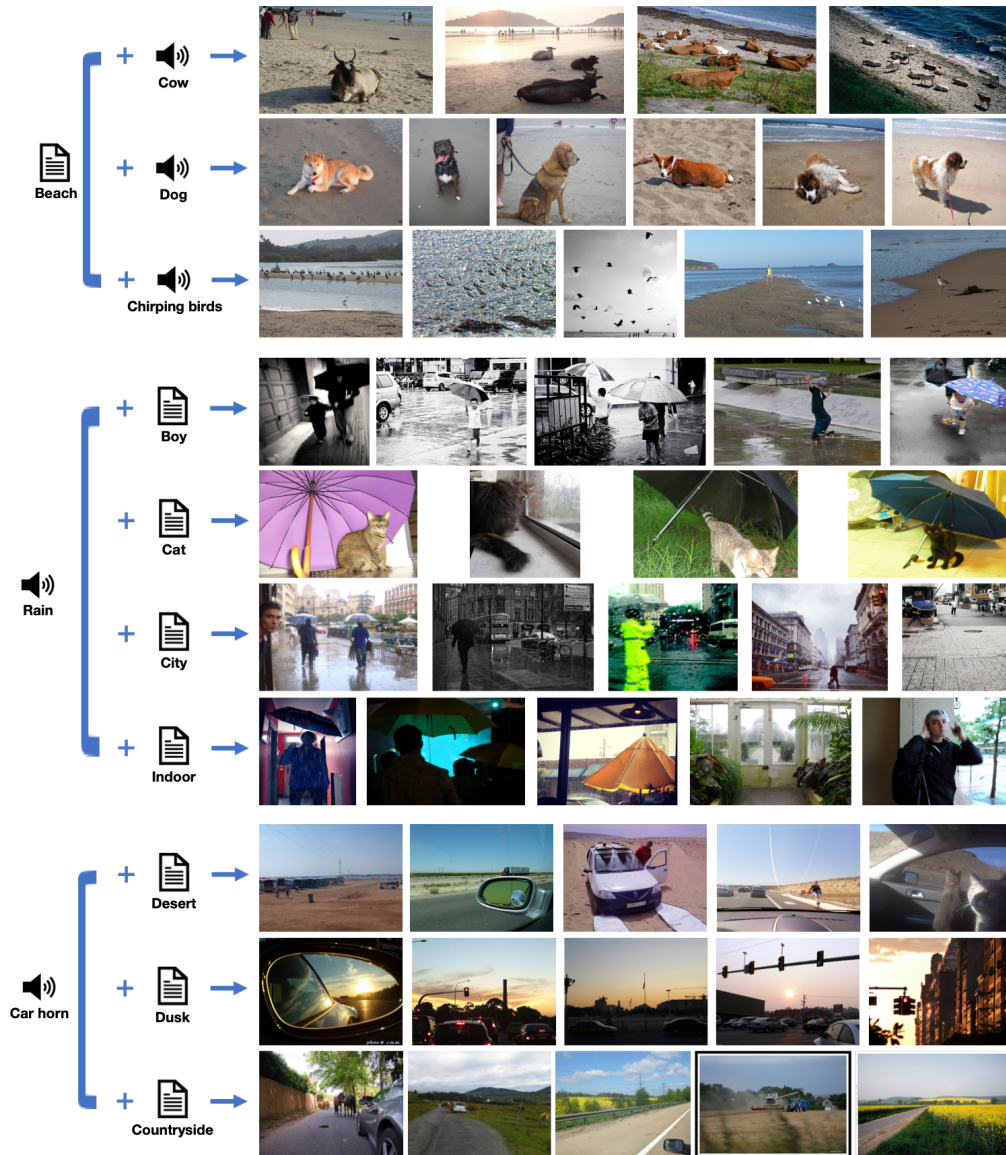 Cow
Beach
Dog
Chirping birds
Boy
Cat
Rain
City
Indoor
Desert
Car horn
Dusk
Countryside